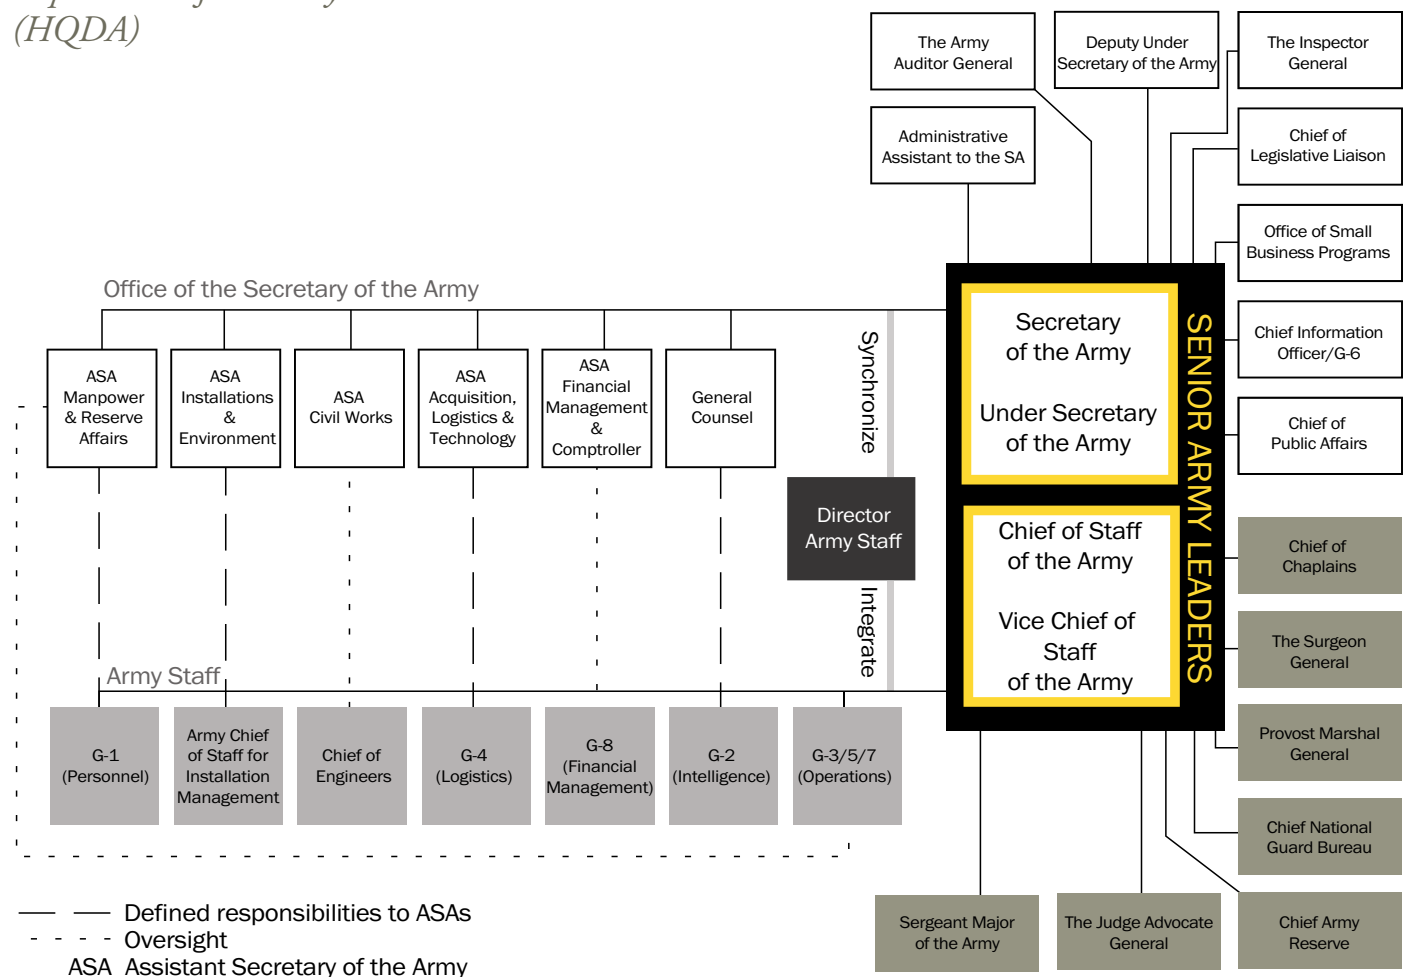 (HQDA)
The Army
Auditor General
Deputy Under
Secretary of the Army
The Inspector
General
Administrative
Assistant to the SA
Chief of
Legislative Liaison
Office of Small
Business Programs
Chief Information
Officer/G-6
Chief of
Public Affairs
Office of the Secretary of the Army
ASA
Manpower
& Reserve
Affairs
ASA
Installations
&
Environment
ASA
Civil Works
ASA
Acquisition,
Logistics &
Technology
ASA
Financial
Management
&
Comptroller
General
Counsel
Synchronize
Director
Army Staff
Integrate
Secretary
of the Army
Under Secretary
of the Army
Chief of Staff
of the Army
Vice Chief of
Staff
of the Army
SENIOR ARMY LEADERS
Chief of
Chaplains
The Surgeon
General
Provost Marshal
General
Chief National
Guard Bureau
Chief Army
Reserve
The Judge Advocate
General
Sergeant Major
of the Army
Army Staff
G-1
(Personnel)
Army Chief
of Staff for
Installation
Management
Chief of
Engineers
G-4
(Logistics)
G-8
(Financial
Management)
G-2
(Intelligence)
G-3/5/7
(Operations)
Defined responsibilities to ASAs
Oversight
ASA Assistant Secretary of the Army